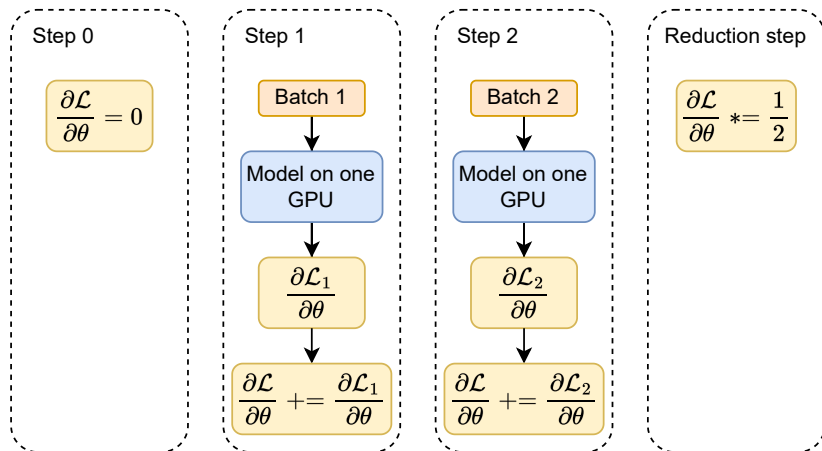 Step 0
∂ℒ/∂θ = 0
Step 1
Batch 1
Model on one
GPU
∂ℒ₁/∂θ
∂ℒ/∂θ += ∂ℒ₁/∂θ
Step 2
Batch 2
Model on one
GPU
∂ℒ₂/∂θ
∂ℒ/∂θ += ∂ℒ₂/∂θ
Reduction step
∂ℒ/∂θ *= 1/2